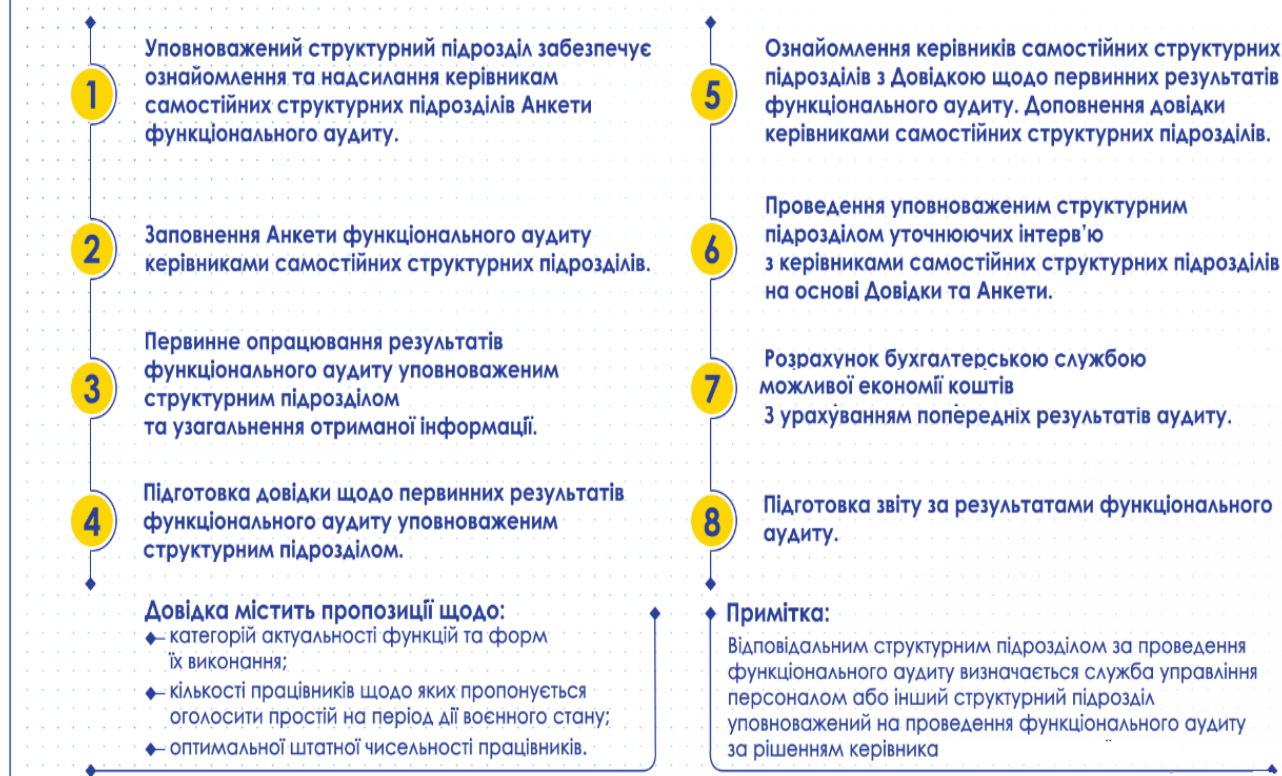 1
Уповноважений структурний підрозділ забезпечує
ознайомлення та надсилання керівникам
самостійних структурних підрозділів Анкети
функціонального аудиту.
2
Заповнення Анкети функціонального аудиту
керівниками самостійних структурних підрозділів.
3
Первинне опрацювання результатів
функціонального аудиту уповноваженим
структурним підрозділом
та узагальнення отриманої інформації.
4
Підготовка довідки щодо первинних результатів
функціонального аудиту уповноваженим
структурним підрозділом.
Довідка містить пропозиції щодо:
категорій актуальності функцій та форм
їх виконання;
кількості працівників щодо яких пропонується
оголосити простій на період дії воєнного стану;
оптимальної штатної чисельності працівників.
5
Ознайомлення керівників самостійних структурних
підрозділів з Довідкою щодо первинних результатів
функціонального аудиту. Доповнення довідки
керівниками самостійних структурних підрозділів.
6
Проведення уповноваженим структурним
підрозділом уточнюючих інтерв’ю
з керівниками самостійних структурних підрозділів
на основі Довідки та Анкети.
7
Розрахунок бухгалтерською службою
можливої економії коштів
З урахуванням попередніх результатів аудиту.
8
Підготовка звіту за результатами функціонального
аудиту.
Примітка:
Відповідальним структурним підрозділом за проведення
функціонального аудиту визначається служба управління
персоналом або інший структурний підрозділ
уповноважений на проведення функціонального аудиту
за рішенням керівника